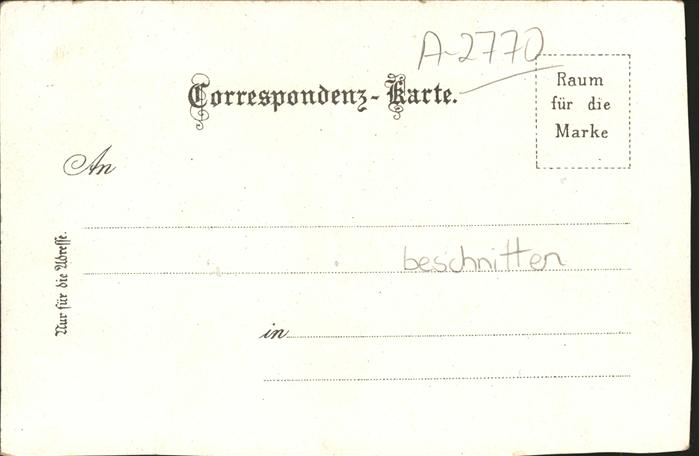 A-2770
Correspondenz-Karte.
Raum
für die
Marke
An
Nur für die Adresse.
beschnitten
in